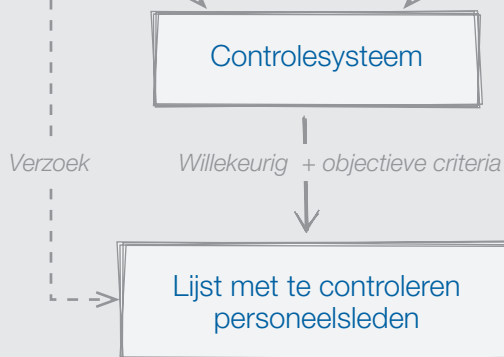 Controlesysteem
Verzoek
Willekeurig + objectieve criteria
Lijst met te controleren
personeelsleden